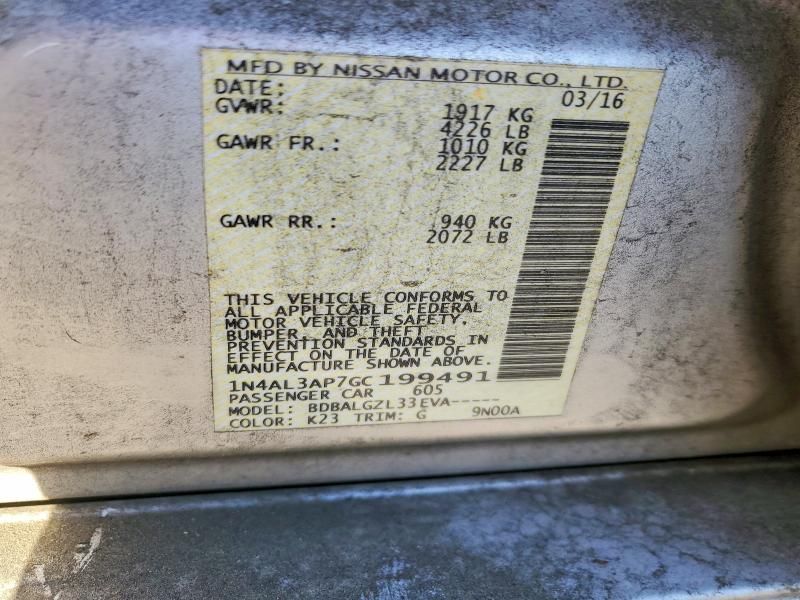 MFD BY NISSAN MOTOR CO., LTD.
DATE: 03/16
GVWR: 1917 KG
4226 LB
GAWR FR.: 1010 KG
2227 LB
GAWR RR.: 940 KG
2072 LB
THIS VEHICLE CONFORMS TO
ALL APPLICABLE FEDERAL
MOTOR VEHICLE SAFETY,
BUMPER, AND THEFT
PREVENTION STANDARDS IN
EFFECT ON THE DATE OF
MANUFACTURE SHOWN ABOVE.
1N4AL3AP7GC199491
PASSENGER CAR 605
MODEL: BDBALGZL33EVA-----
COLOR: K23 TRIM: G 9N00A